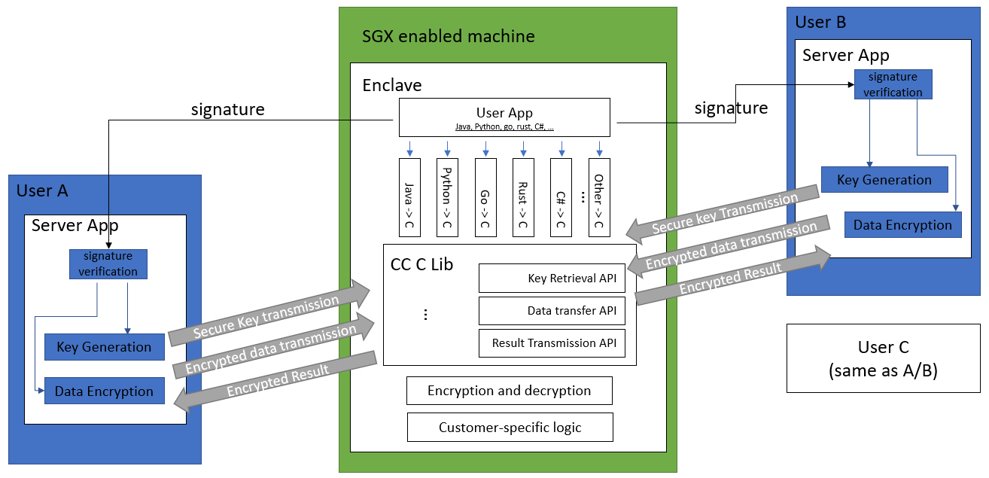 SGX enabled machine
Enclave
User App
Java, Python, go, rust, C#, ...
Java -> C
Python -> C
Go -> C
Rust -> C
C# -> C
...
Other -> C
CC C Lib
⋮
Key Retrieval API
Data transfer API
Result Transmission API
Encryption and decryption
Customer-specific logic
signature
signature
User A
Server App
signature
verification
Key Generation
Data Encryption
Secure Key transmission
Encrypted data transmission
Encrypted Result
User B
Server App
signature
verification
Key Generation
Data Encryption
Secure key Transmission
Encrypted data transmission
Encrypted Result
User C
(same as A/B)